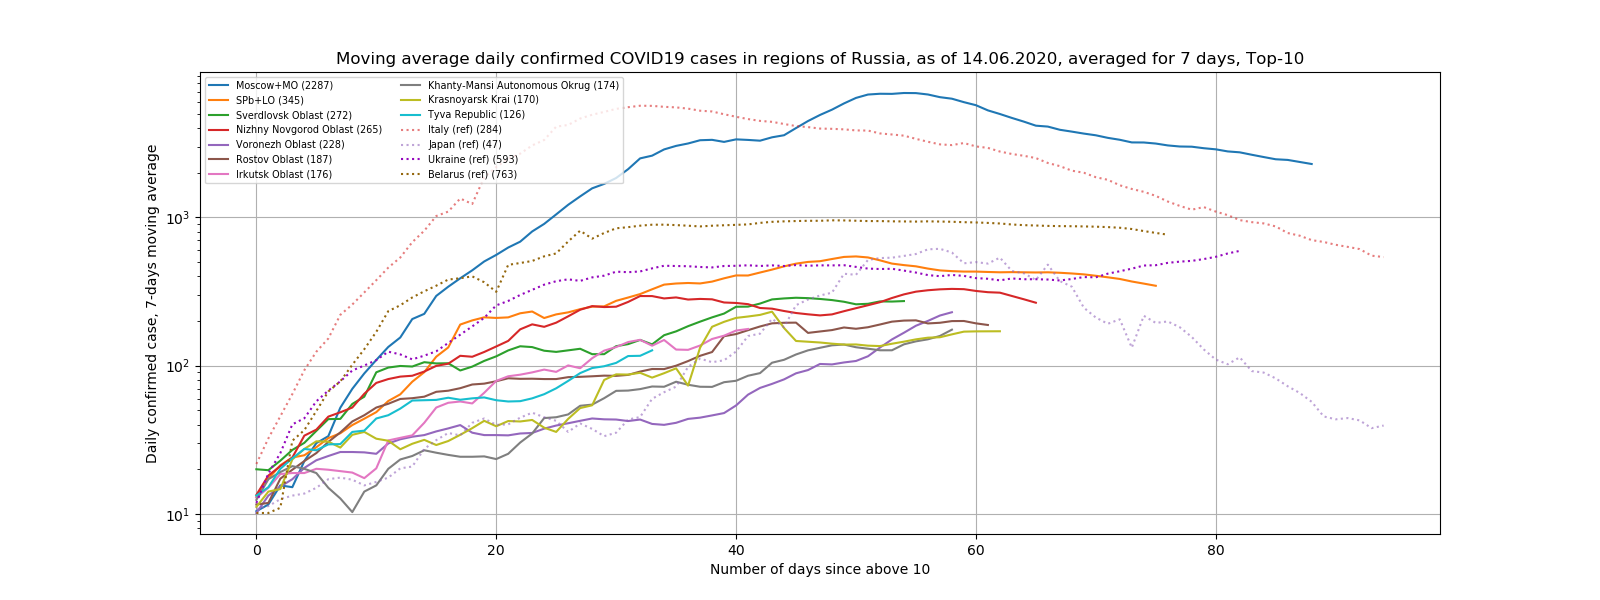 Moving average daily confirmed COVID19 cases in regions of Russia, as of 14.06.2020, averaged for 7 days, Top-10
Moscow+MO (2287)
SPb+LO (345)
Sverdlovsk Oblast (272)
Nizhny Novgorod Oblast (265)
Voronezh Oblast (228)
Rostov Oblast (187)
Irkutsk Oblast (176)
Khanty-Mansi Autonomous Okrug (174)
Krasnoyarsk Krai (170)
Tyva Republic (126)
Italy (ref) (284)
Japan (ref) (47)
Ukraine (ref) (593)
Belarus (ref) (763)
Daily confirmed case, 7-days moving average
10³
10²
10¹
0 20 40 60 80
Number of days since above 10